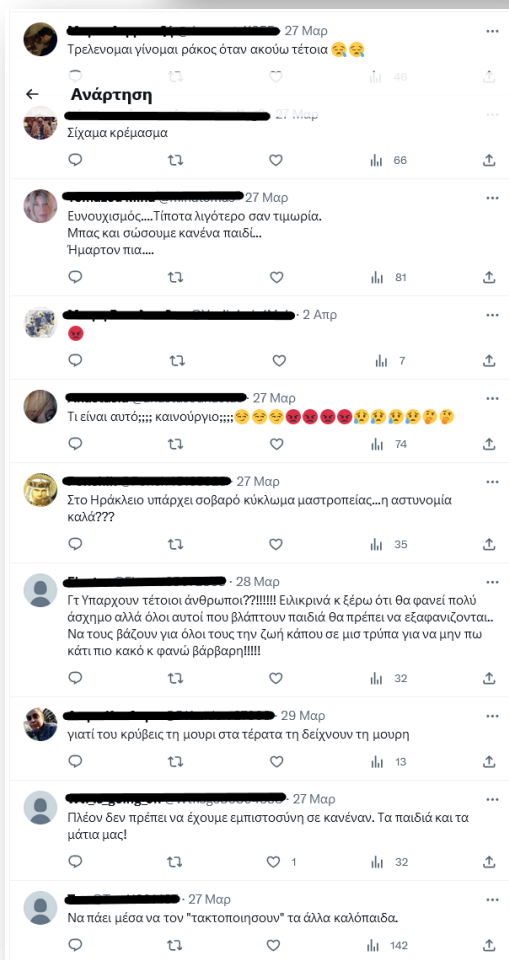 27 Μαρ
Τρελενομαι γίνομαι ράκος όταν ακούω τέτοια 😪😪
46
Ανάρτηση
27 Μαρ
Σίχαμα κρέμασμα
66
27 Μαρ
Ευνουχισμός....Τίποτα λιγότερο σαν τιμωρία.
Μπας και σώσουμε κανένα παιδί...
Ήμαρτον πια....
81
· 2 Απρ
😡
7
· 27 Μαρ
Τι είναι αυτό;;;; καινούργιο;;;;😏😏😏😡😡😡😡😢😢😢😢🤔🤔
74
· 27 Μαρ
Στο Ηράκλειο υπάρχει σοβαρό κύκλωμα μαστροπείας...η αστυνομία
καλά???
35
· 28 Μαρ
Γτ Υπαρχουν τέτοιοι άνθρωποι??!!!!!! Ειλικρινά κ ξέρω ότι θα φανεί πολύ
άσχημο αλλά όλοι αυτοί που βλάπτουν παιδιά θα πρέπει να εξαφανιζονται..
Να τους βάζουν για όλοι τους την ζωή κάπου σε μισ τρύπα για να μην πω
κάτι πιο κακό κ φανώ βάρβαρη!!!!!
32
· 29 Μαρ
γιατί του κρύβεις τη μουρι στα τέρατα τη δείχνουν τη μουρη
13
· 27 Μαρ
Πλέον δεν πρέπει να έχουμε εμπιστοσύνη σε κανέναν. Τα παιδιά και τα
μάτια μας!
1 32
· 27 Μαρ
Να πάει μέσα να τον "τακτοποιησουν" τα άλλα καλόπαιδα.
142